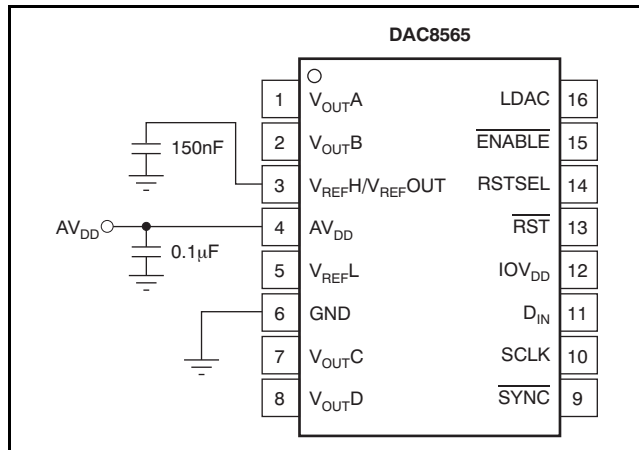 DAC8565
1 VOUTA LDAC 16
2 VOUTB ENABLE 15
150nF
3 VREFH/VREFOUT RSTSEL 14
AVDD 4 AVDD RST 13
0.1μF
5 VREFL IOVDD 12
6 GND DIN 11
7 VOUTC SCLK 10
8 VOUTD SYNC 9